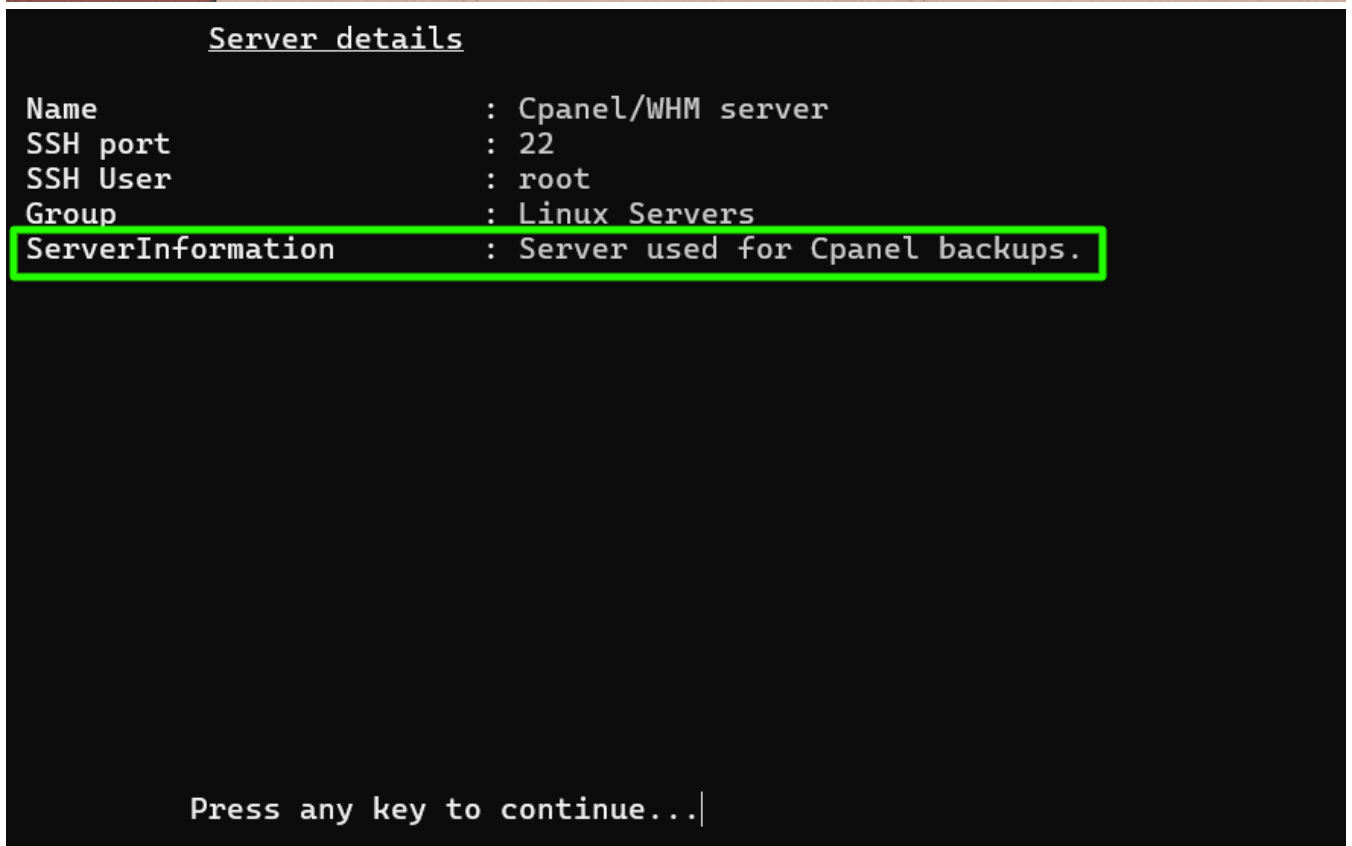 Server details
Name : Cpanel/WHM server
SSH port : 22
SSH User : root
Group : Linux Servers
ServerInformation : Server used for Cpanel backups.
Press any key to continue...